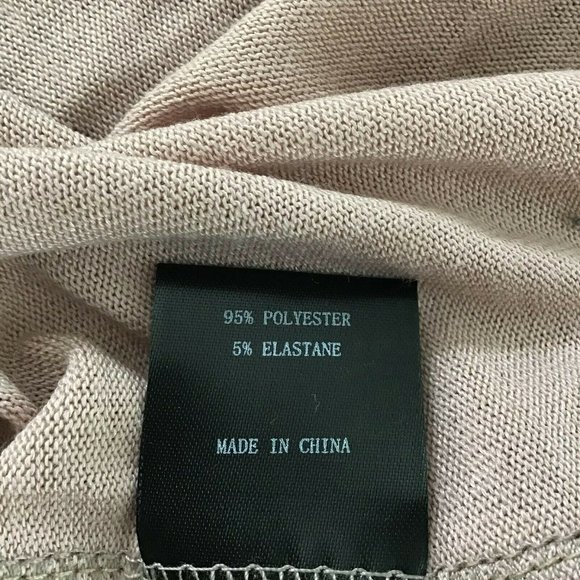 95% POLYESTER
5% ELASTANE
MADE IN CHINA